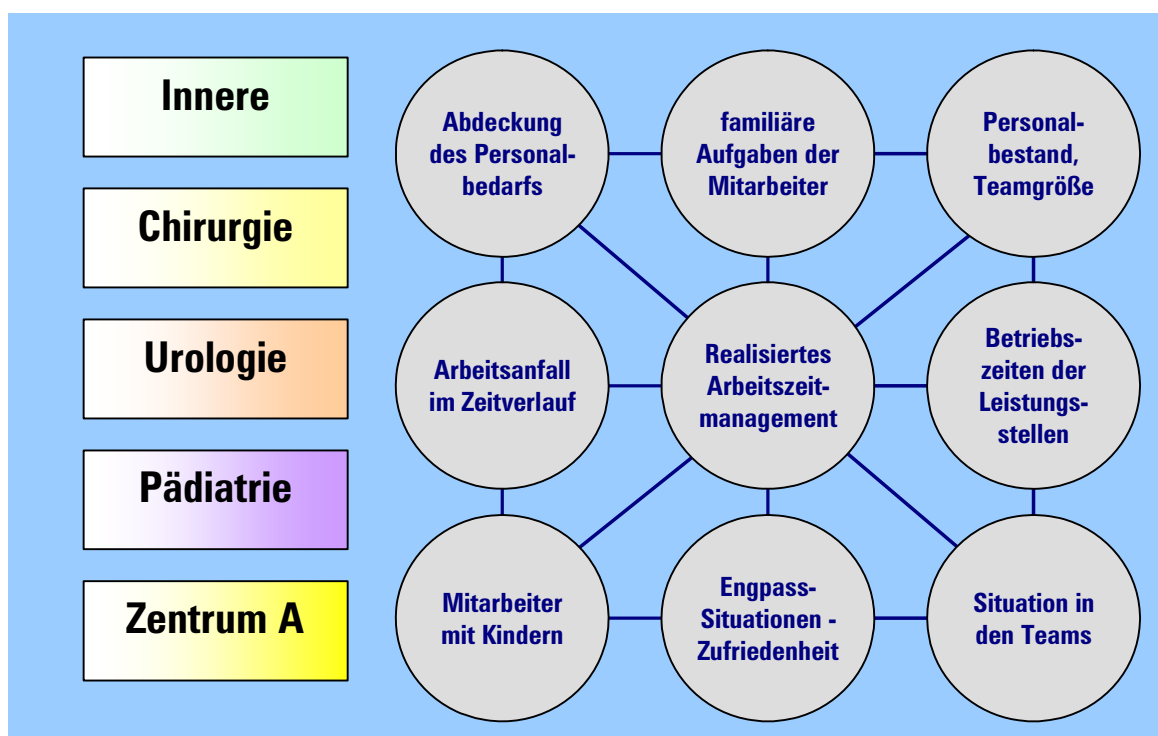 Innere
Chirurgie
Urologie
Pädiatrie
Zentrum A
Abdeckung
des Personal-
bedarfs
familiäre
Aufgaben der
Mitarbeiter
Personal-
bestand,
Teamgröße
Arbeitsanfall
im Zeitverlauf
Realisiertes
Arbeitszeit-
management
Betriebs-
zeiten der
Leistungs-
stellen
Mitarbeiter
mit Kindern
Engpass-
Situationen -
Zufriedenheit
Situation in
den Teams